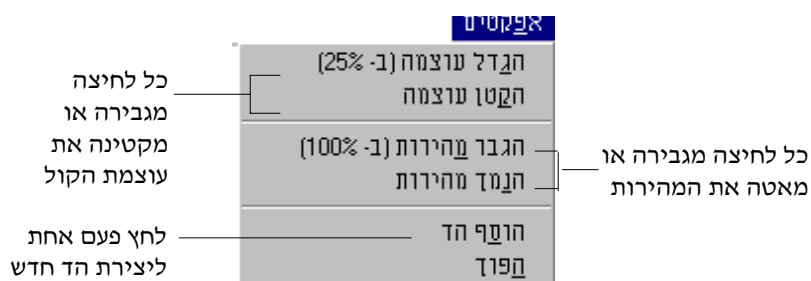 אפקטים
הגדל עוצמה (ב- 25%)
הקטן עוצמה
הגבר מהירות (ב- 100%)
הנמך מהירות
הוסף הד
הפוך
כל לחיצה
מגבירה או
מקטינה את
עוצמת הקול
כל לחיצה מגבירה או
מאטה את המהירות
לחץ פעם אחת
ליצירת הד חדש